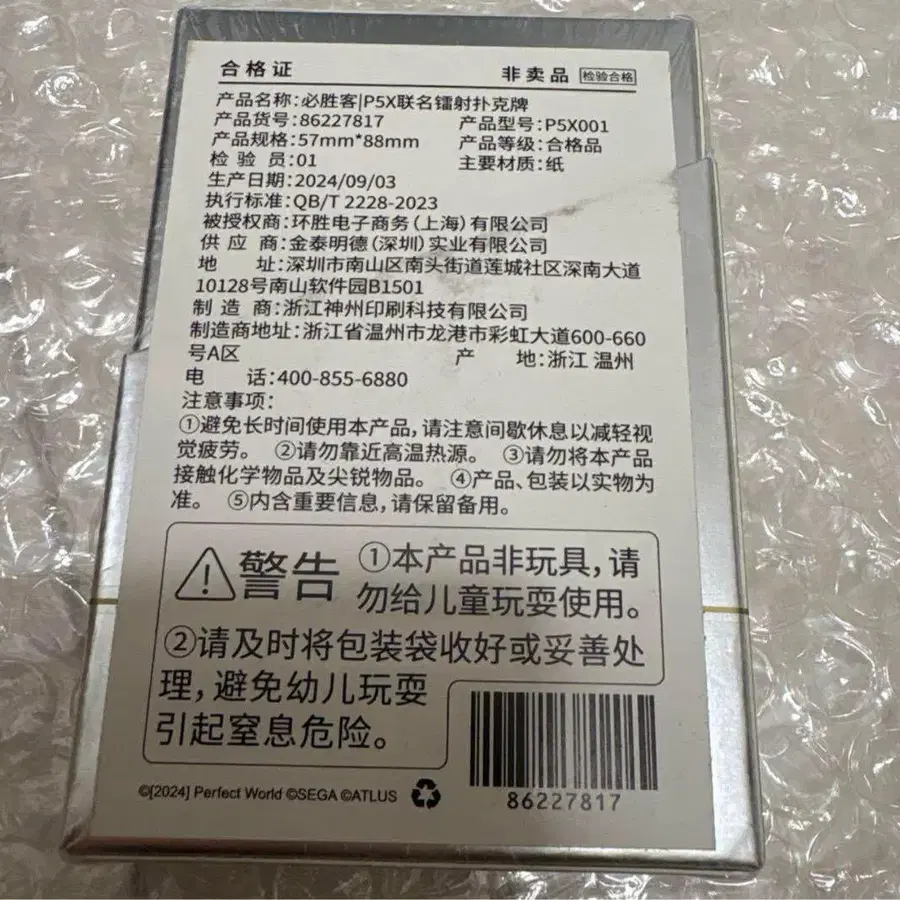 合格证 非卖品 检验合格
产品名称:必胜客|P5X联名镭射扑克牌
产品货号:86227817 产品型号:P5X001
产品规格:57mm*88mm 产品等级:合格品
检 验 员:01 主要材质:纸
生产日期:2024/09/03
执行标准:QB/T 2228-2023
被授权商:环胜电子商务(上海)有限公司
供 应 商:金泰明德(深圳)实业有限公司
地 址:深圳市南山区南头街道莲城社区深南大道
10128号南山软件园B1501
制 造 商:浙江神州印刷科技有限公司
制造商地址:浙江省温州市龙港市彩虹大道600-660
号A区 产 地:浙江 温州
电 话:400-855-6880
注意事项:
①避免长时间使用本产品,请注意间歇休息以减轻视
觉疲劳。 ②请勿靠近高温热源。 ③请勿将本产品
接触化学物品及尖锐物品。 ④产品、包装以实物为
准。 ⑤内含重要信息,请保留备用。
警告 ①本产品非玩具,请
勿给儿童玩耍使用。
②请及时将包装袋收好或妥善处
理,避免幼儿玩耍
引起窒息危险。
©[2024] Perfect World ©SEGA ©ATLUS
86227817